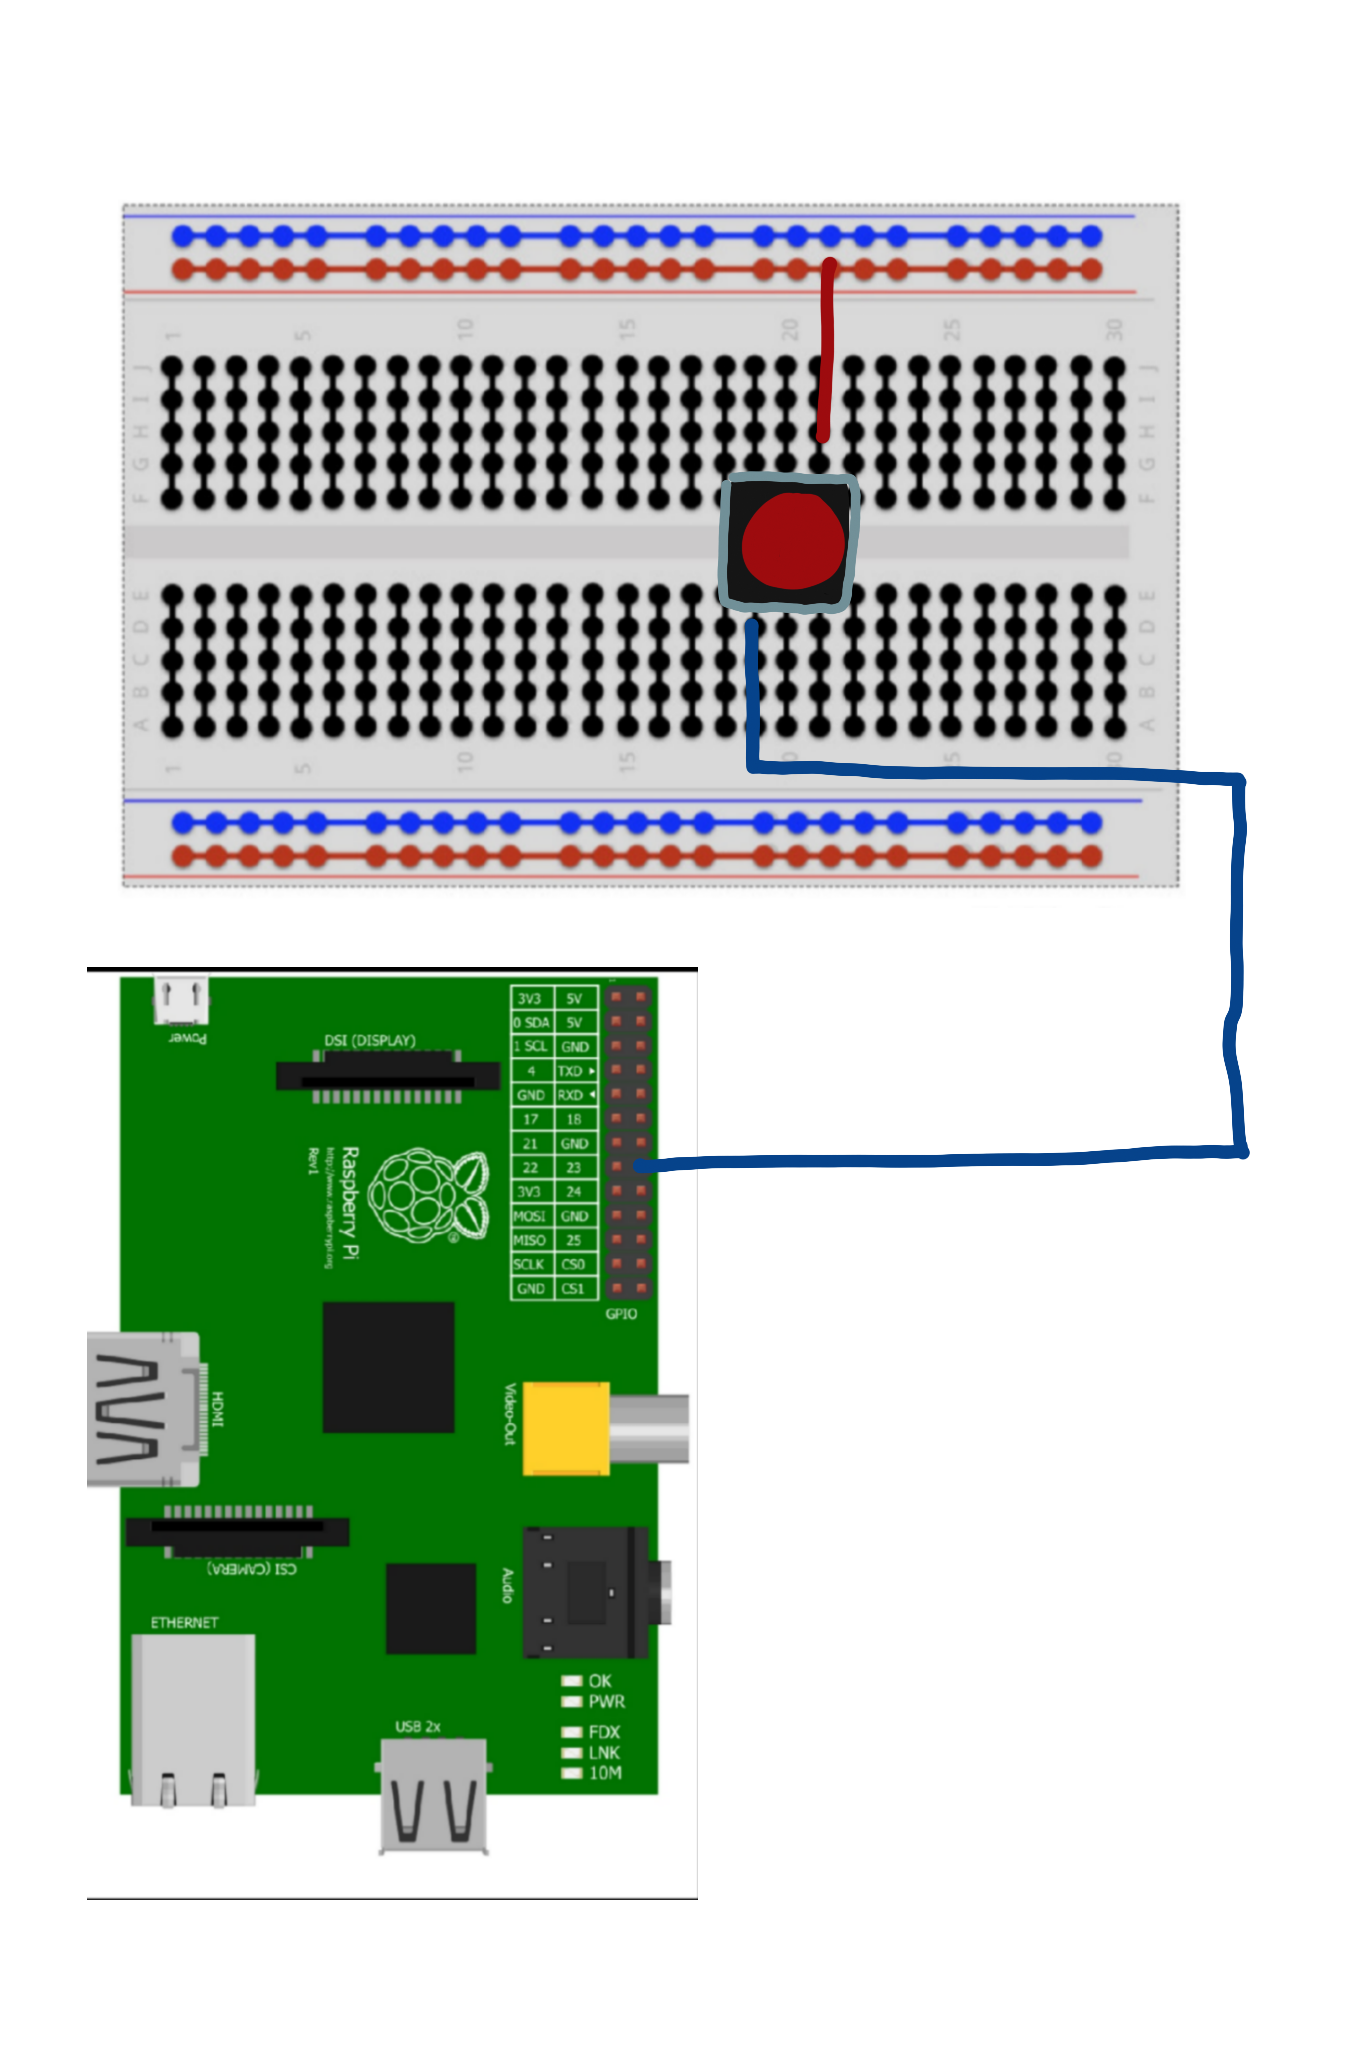 1 5 10 15 20 25 30
J J
I I
H H
G G
F F
E E
D D
C C
B B
A A
1 5 10 15 20 5 30
Power
DSI (DISPLAY)
3V3 5V
0 SDA 5V
1 SCL GND
4 TXD ▸
GND RXD ◂
17 18
21 GND
22 23
3V3 24
MOSI GND
MISO 25
SCLK CS0
GND CS1
GPIO
Raspberry Pi
http://www.raspberrypi.org
Rev1
®
HDMI
Video-Out
CSI (CAMERA)
Audio
ETHERNET
OK
PWR
FDX
LNK
10M
USB 2x